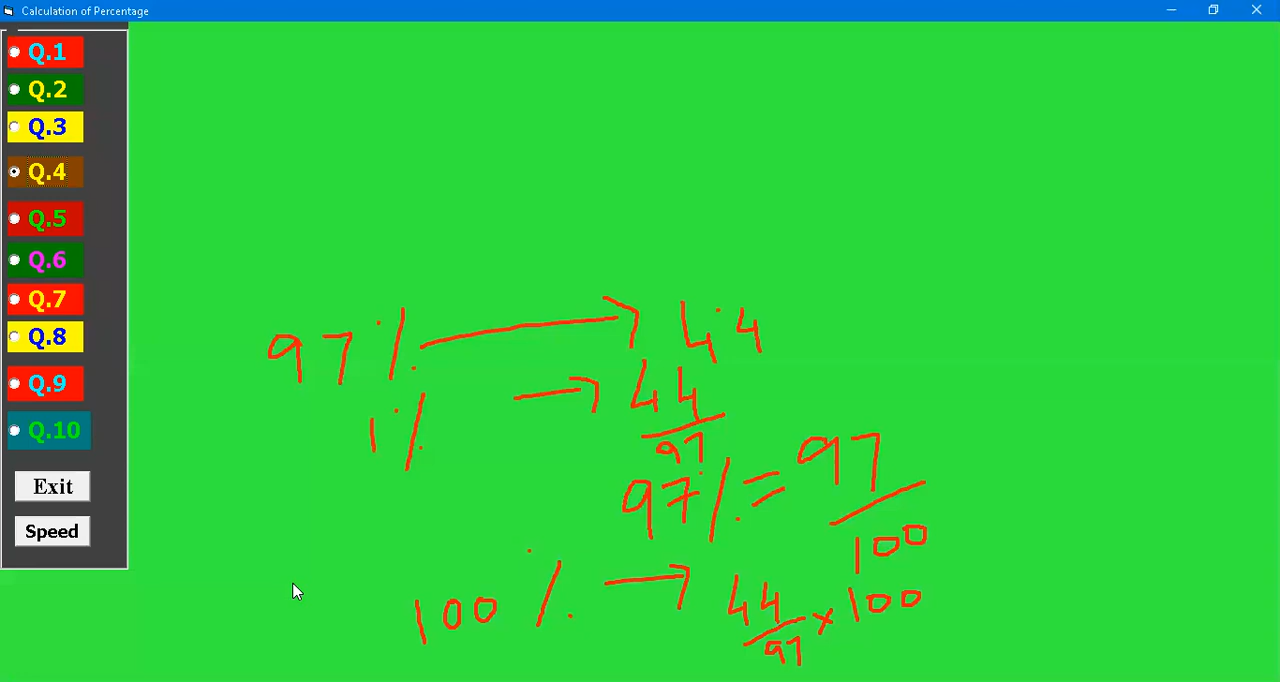 Calculation of Percentage
Q.1
Q.2
Q.3
Q.4
Q.5
Q.6
Q.7
Q.8
Q.9
Q.10
Exit
Speed
97% → 44
1% → 44/97
97% = 97/100
100% → 44/97 × 100